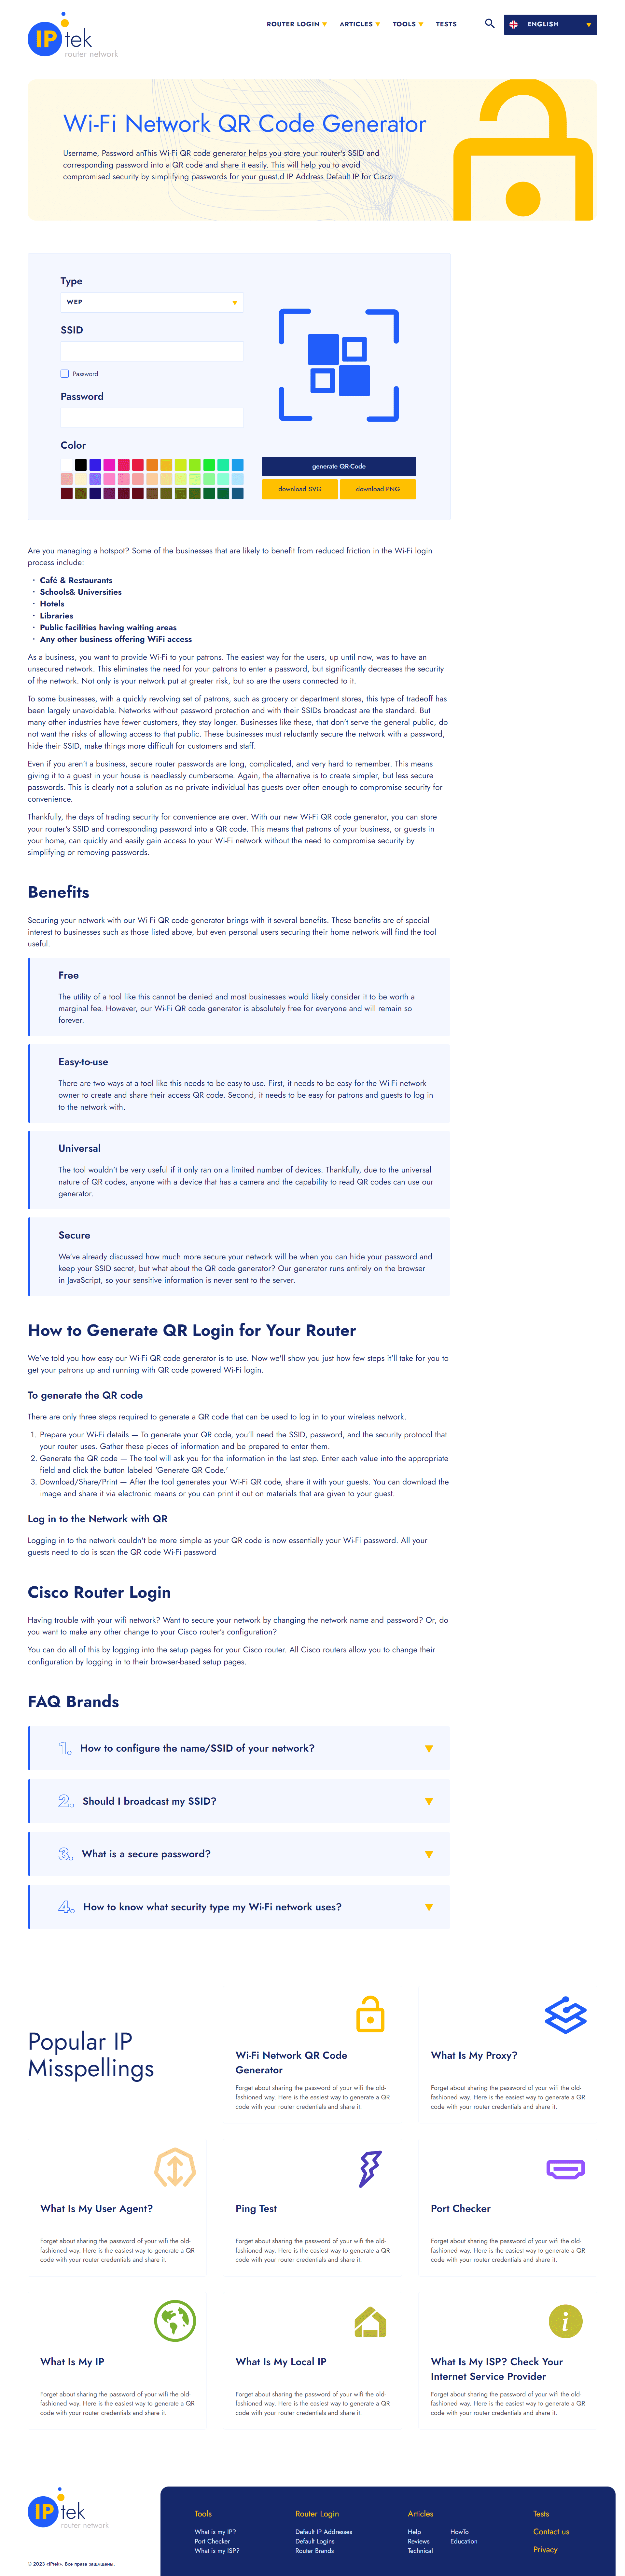 IPtek
router network
ROUTER LOGIN
ARTICLES
TOOLS
TESTS
ENGLISH
Wi-Fi Network QR Code Generator
Username, Password anThis Wi-Fi QR code generator helps you store your router's SSID and
corresponding password into a QR code and share it easily. This will help you to avoid
compromised security by simplifying passwords for your guest.d IP Address Default IP for Cisco
Type
WEP
SSID
Password
Password
Color
generate QR-Code
download SVG
download PNG
Are you managing a hotspot? Some of the businesses that are likely to benefit from reduced friction in the Wi-Fi login
process include:
• Café & Restaurants
• Schools& Universities
• Hotels
• Libraries
• Public facilities having waiting areas
• Any other business offering WiFi access
As a business, you want to provide Wi-Fi to your patrons. The easiest way for the users, up until now, was to have an
unsecured network. This eliminates the need for your patrons to enter a password, but significantly decreases the security
of the network. Not only is your network put at greater risk, but so are the users connected to it.
To some businesses, with a quickly revolving set of patrons, such as grocery or department stores, this type of tradeoff has
been largely unavoidable. Networks without password protection and with their SSIDs broadcast are the standard. But
many other industries have fewer customers, they stay longer. Businesses like these, that don't serve the general public, do
not want the risks of allowing access to that public. These businesses must reluctantly secure the network with a password,
hide their SSID, make things more difficult for customers and staff.
Even if you aren't a business, secure router passwords are long, complicated, and very hard to remember. This means
giving it to a guest in your house is needlessly cumbersome. Again, the alternative is to create simpler, but less secure
passwords. This is clearly not a solution as no private individual has guests over often enough to compromise security for
convenience.
Thankfully, the days of trading security for convenience are over. With our new Wi-Fi QR code generator, you can store
your router's SSID and corresponding password into a QR code. This means that patrons of your business, or guests in
your home, can quickly and easily gain access to your Wi-Fi network without the need to compromise security by
simplifying or removing passwords.
Benefits
Securing your network with our Wi-Fi QR code generator brings with it several benefits. These benefits are of special
interest to businesses such as those listed above, but even personal users securing their home network will find the tool
useful.
Free
The utility of a tool like this cannot be denied and most businesses would likely consider it to be worth a
marginal fee. However, our Wi-Fi QR code generator is absolutely free for everyone and will remain so
forever.
Easy-to-use
There are two ways at a tool like this needs to be easy-to-use. First, it needs to be easy for the Wi-Fi network
owner to create and share their access QR code. Second, it needs to be easy for patrons and guests to log in
to the network with.
Universal
The tool wouldn't be very useful if it only ran on a limited number of devices. Thankfully, due to the universal
nature of QR codes, anyone with a device that has a camera and the capability to read QR codes can use our
generator.
Secure
We've already discussed how much more secure your network will be when you can hide your password and
keep your SSID secret, but what about the QR code generator? Our generator runs entirely on the browser
in JavaScript, so your sensitive information is never sent to the server.
How to Generate QR Login for Your Router
We've told you how easy our Wi-Fi QR code generator is to use. Now we'll show you just how few steps it'll take for you to
get your patrons up and running with QR code powered Wi-Fi login.
To generate the QR code
There are only three steps required to generate a QR code that can be used to log in to your wireless network.
1. Prepare your Wi-Fi details — To generate your QR code, you'll need the SSID, password, and the security protocol that
your router uses. Gather these pieces of information and be prepared to enter them.
2. Generate the QR code — The tool will ask you for the information in the last step. Enter each value into the appropriate
field and click the button labeled 'Generate QR Code.'
3. Download/Share/Print — After the tool generates your Wi-Fi QR code, share it with your guests. You can download the
image and share it via electronic means or you can print it out on materials that are given to your guest.
Log in to the Network with QR
Logging in to the network couldn't be more simple as your QR code is now essentially your Wi-Fi password. All your
guests need to do is scan the QR code Wi-Fi password
Cisco Router Login
Having trouble with your wifi network? Want to secure your network by changing the network name and password? Or, do
you want to make any other change to your Cisco router's configuration?
You can do all of this by logging into the setup pages for your Cisco router. All Cisco routers allow you to change their
configuration by logging in to their browser-based setup pages.
FAQ Brands
1. How to configure the name/SSID of your network?
2. Should I broadcast my SSID?
3. What is a secure password?
4. How to know what security type my Wi-Fi network uses?
Popular IP
Misspellings
Wi-Fi Network QR Code
Generator
Forget about sharing the password of your wifi the old-
fashioned way. Here is the easiest way to generate a QR
code with your router credentials and share it.
What Is My Proxy?
Forget about sharing the password of your wifi the old-
fashioned way. Here is the easiest way to generate a QR
code with your router credentials and share it.
What Is My User Agent?
Forget about sharing the password of your wifi the old-
fashioned way. Here is the easiest way to generate a QR
code with your router credentials and share it.
Ping Test
Forget about sharing the password of your wifi the old-
fashioned way. Here is the easiest way to generate a QR
code with your router credentials and share it.
Port Checker
Forget about sharing the password of your wifi the old-
fashioned way. Here is the easiest way to generate a QR
code with your router credentials and share it.
What Is My IP
Forget about sharing the password of your wifi the old-
fashioned way. Here is the easiest way to generate a QR
code with your router credentials and share it.
What Is My Local IP
Forget about sharing the password of your wifi the old-
fashioned way. Here is the easiest way to generate a QR
code with your router credentials and share it.
What Is My ISP? Check Your
Internet Service Provider
Forget about sharing the password of your wifi the old-
fashioned way. Here is the easiest way to generate a QR
code with your router credentials and share it.
IPtek
router network
© 2023 «IPtek». Все права защищены.
Tools
What is my IP?
Port Checker
What is my ISP?
Router Login
Default IP Addresses
Default Logins
Router Brands
Articles
Help
Reviews
Technical
HowTo
Education
Tests
Contact us
Privacy